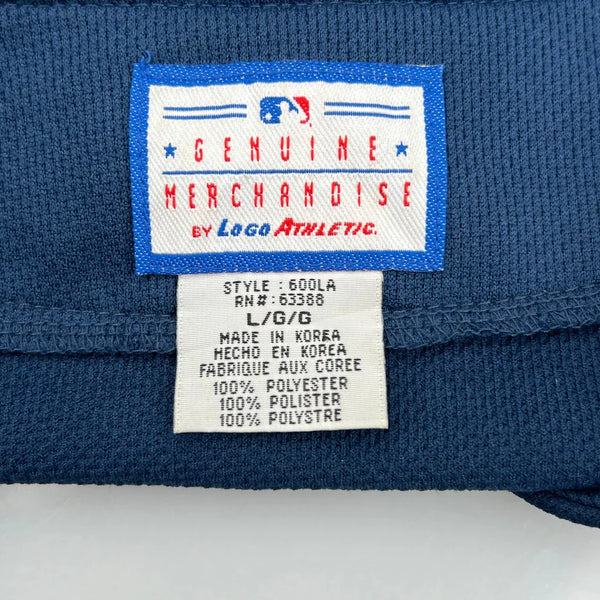 GENUINE
MERCHANDISE
BY LOGO ATHLETIC.
STYLE : 600LA
RN# : 63388
L/G/G
MADE IN KOREA
HECHO EN KOREA
FABRIQUE AUX COREE
100% POLYESTER
100% POLISTER
100% POLYSTRE